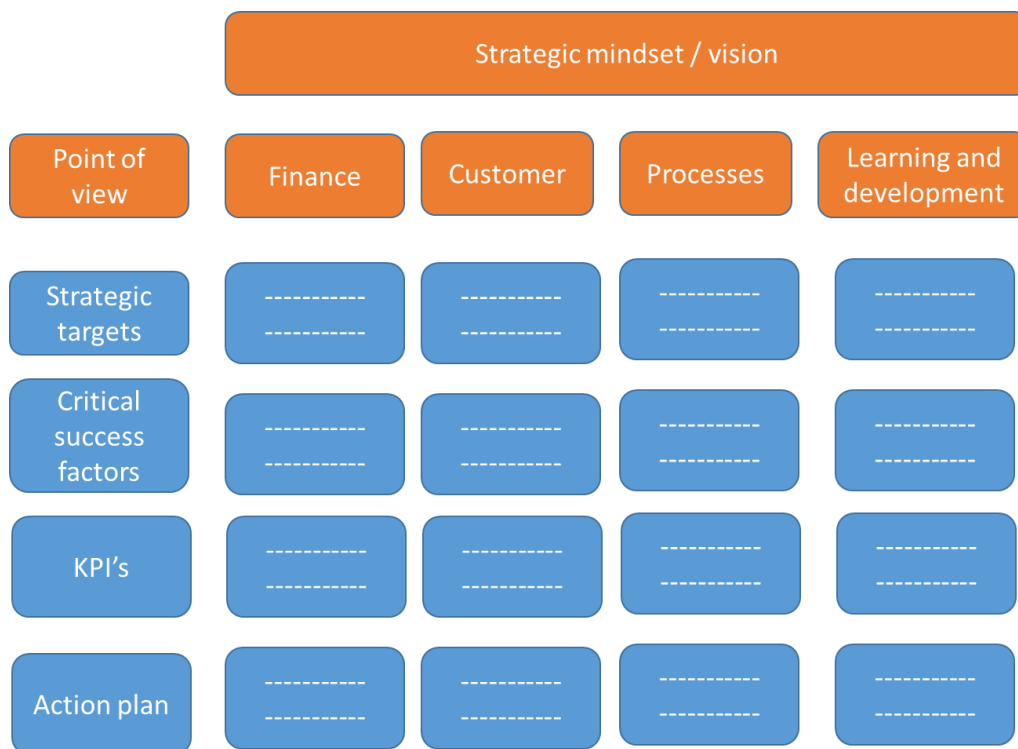 Strategic mindset / vision
Point of
view
Finance
Customer
Processes
Learning and
development
Strategic
targets
-----------
-----------
-----------
-----------
-----------
-----------
-----------
-----------
Critical
success
factors
-----------
-----------
-----------
-----------
-----------
-----------
-----------
-----------
KPI’s
-----------
-----------
-----------
-----------
-----------
-----------
-----------
-----------
Action plan
-----------
-----------
-----------
-----------
-----------
-----------
-----------
-----------